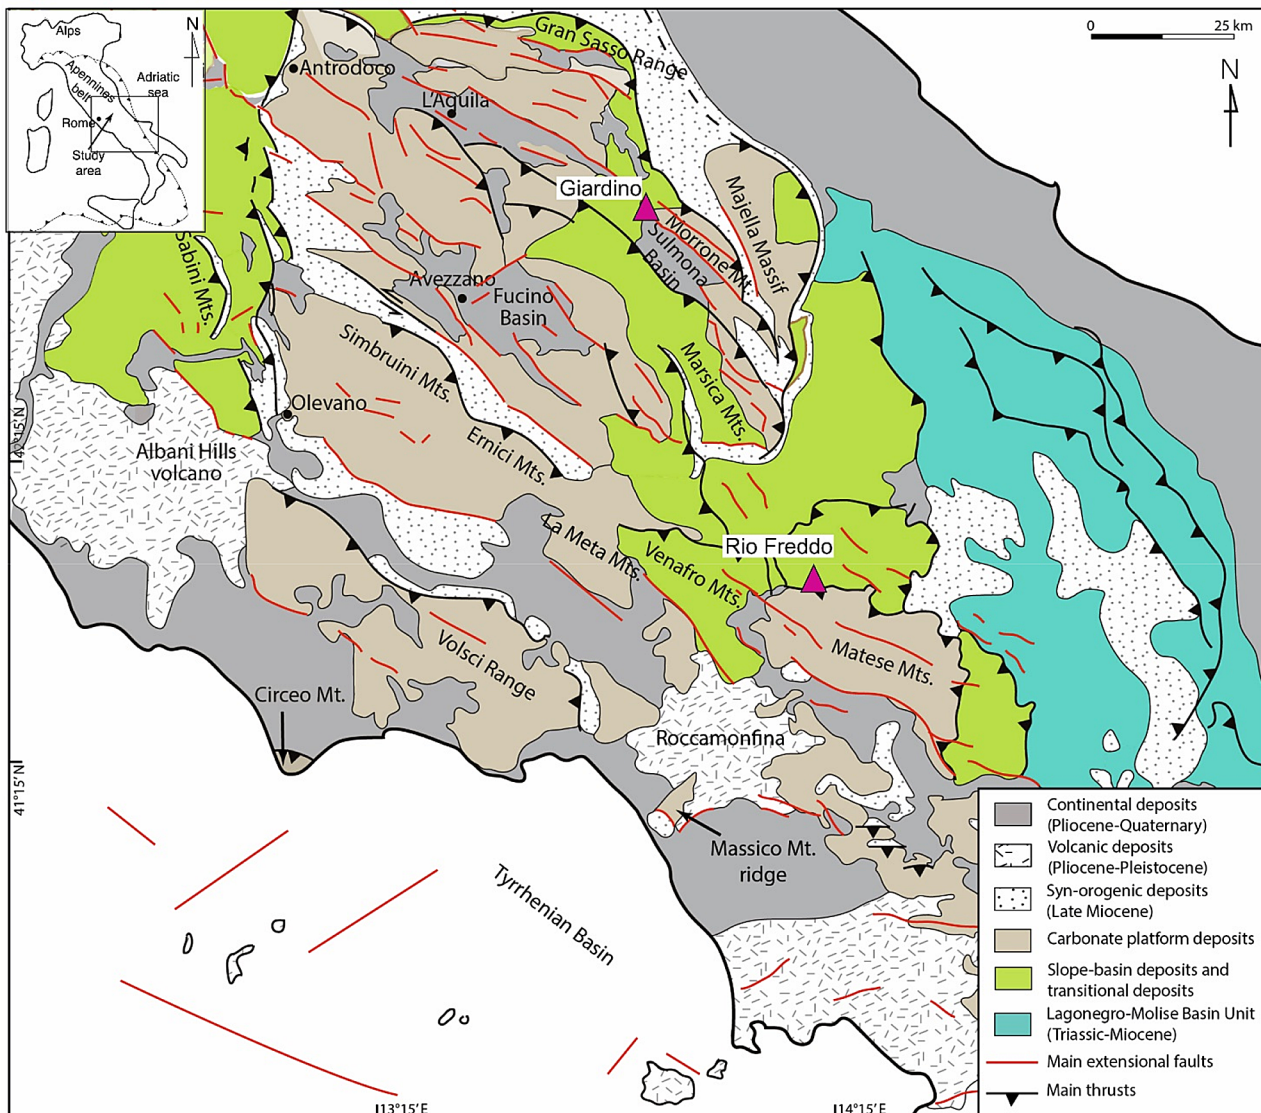 Alps
Apennines
belt
Adriatic
sea
Rome
Study
area
N
0
25 km
N
Gran Sasso Range
Antrodoco
L'Aquila
Giardino
Majella Massif
Morrone Mt.
Sulmona
Basin
Sabini Mts.
Avezzano
Fucino
Basin
Simbruini Mts.
Marsica Mts.
Olevano
Ernici Mts.
42°15' N
Albani Hills
volcano
La Meta Mts.
Venafro Mts.
Rio Freddo
Volsci Range
Matese Mts.
Circeo Mt.
Roccamonfina
41°15' N
Massico Mt.
ridge
Tyrrhenian Basin
13°15' E
14°15' E
Continental deposits
(Pliocene-Quaternary)
Volcanic deposits
(Pliocene-Pleistocene)
Syn-orogenic deposits
(Late Miocene)
Carbonate platform deposits
Slope-basin deposits and
transitional deposits
Lagonegro-Molise Basin Unit
(Triassic-Miocene)
Main extensional faults
Main thrusts